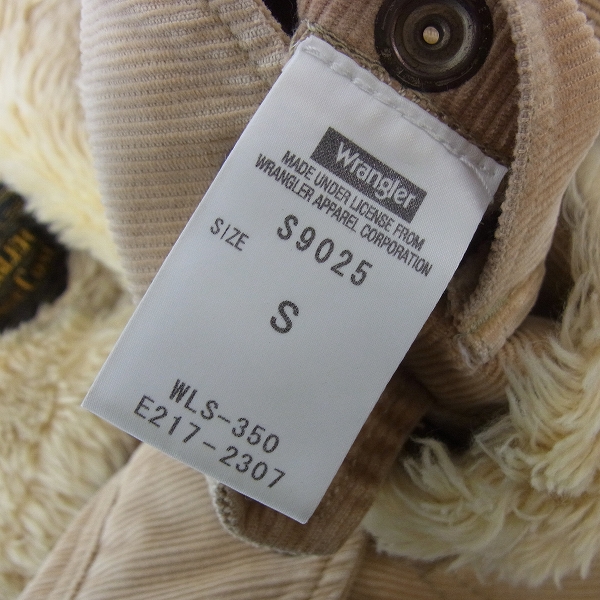 Wrangler
MADE UNDER LICENSE FROM
WRANGLER APPAREL CORPORATION
S9025
SIZE
S
WLS-350
E217-2307